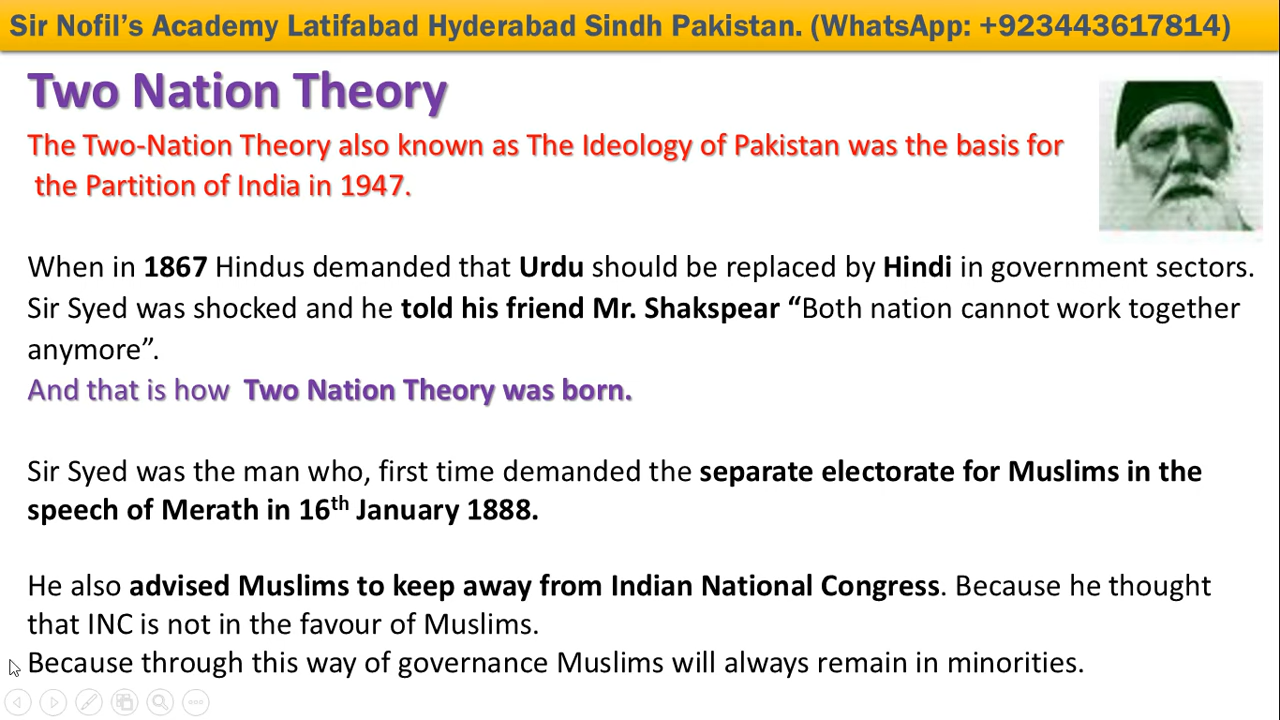 Sir Nofil's Academy Latifabad Hyderabad Sindh Pakistan. (WhatsApp: +923443617814)
Two Nation Theory
The Two-Nation Theory also known as The Ideology of Pakistan was the basis for
the Partition of India in 1947.
When in 1867 Hindus demanded that Urdu should be replaced by Hindi in government sectors.
Sir Syed was shocked and he told his friend Mr. Shakspear “Both nation cannot work together
anymore”.
And that is how Two Nation Theory was born.
Sir Syed was the man who, first time demanded the separate electorate for Muslims in the
speech of Merath in 16th January 1888.
He also advised Muslims to keep away from Indian National Congress. Because he thought
that INC is not in the favour of Muslims.
Because through this way of governance Muslims will always remain in minorities.